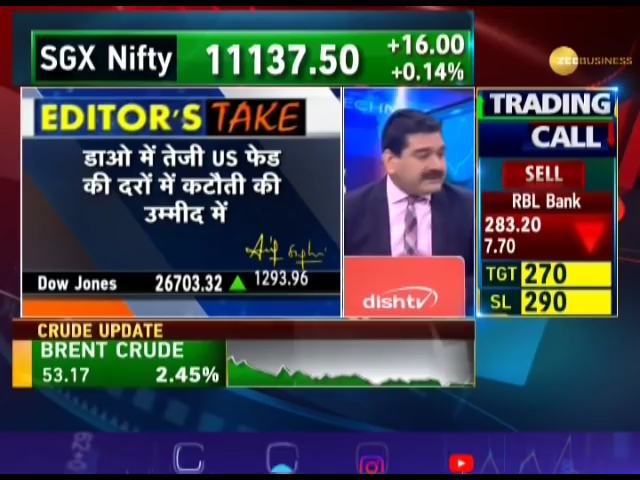 SGX Nifty 11137.50 +16.00
+0.14%
ZEEBUSINESS
EDITOR'S TAKE
डाओ में तेजी US फेड
की दरों में कटौती की
उम्मीद में
Dow Jones 26703.32 1293.96
dishtv
TRADING
CALL
SELL
RBL Bank
283.20
7.70
TGT 270
SL 290
CRUDE UPDATE
BRENT CRUDE
53.17 2.45%